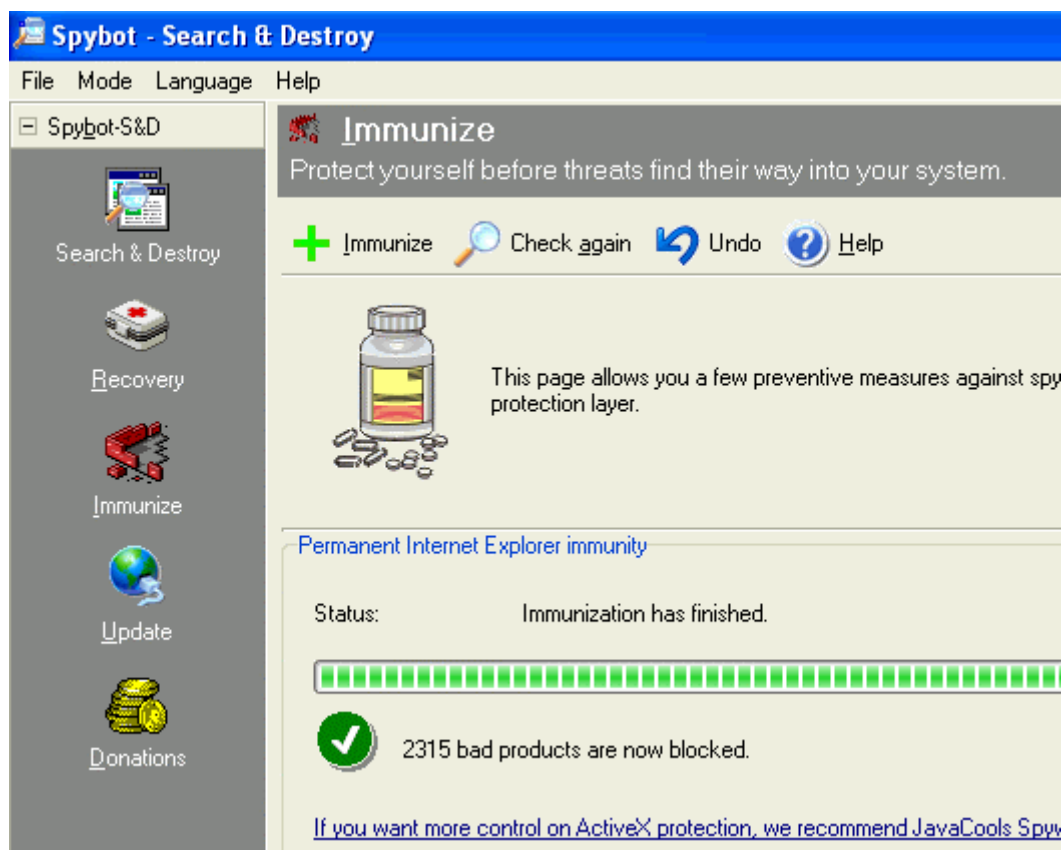 Spybot - Search & Destroy
File Mode Language Help
Spybot-S&D
Search & Destroy
Recovery
Immunize
Update
Donations
Immunize
Protect yourself before threats find their way into your system.
Immunize Check again Undo Help
This page allows you a few preventive measures against spy
protection layer.
Permanent Internet Explorer immunity
Status: Immunization has finished.
2315 bad products are now blocked.
If you want more control on ActiveX protection, we recommend JavaCools Spyw